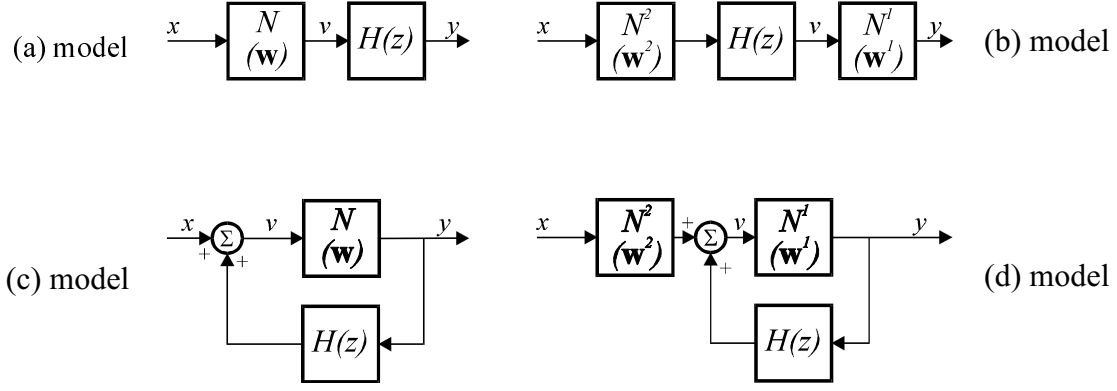 (a) model
x
N
(w)
v
H(z)
y
x
N²
(w²)
H(z)
v
N¹
(w¹)
y
(b) model
(c) model
x
+
Σ
+
v
N
(w)
y
H(z)
x
N²
(w²)
+
Σ
+
v
N¹
(w¹)
y
H(z)
(d) model